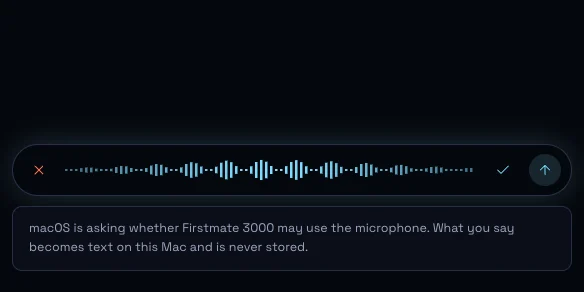 macOS is asking whether Firstmate 3000 may use the microphone. What you say
becomes text on this Mac and is never stored.